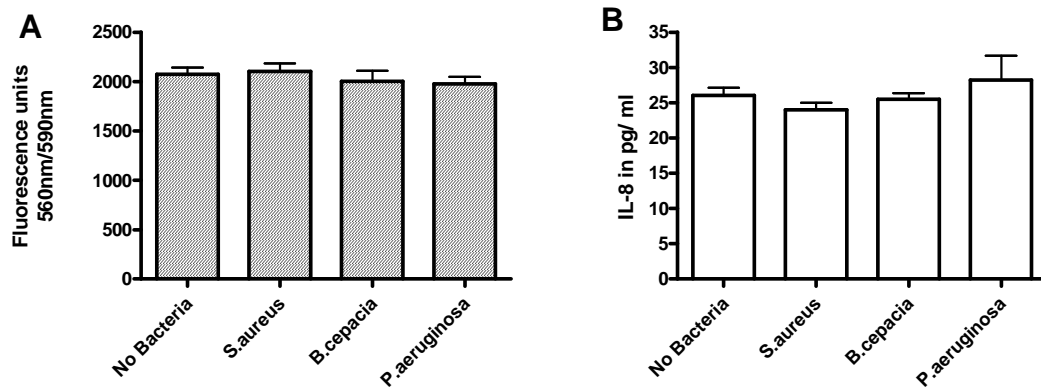 A
Fluorescence units
560nm/590nm
2500
2000
1500
1000
500
0
No Bacteria
S.aureus
B.cepacia
P.aeruginosa
B
IL-8 in pg/ ml
35
30
25
20
15
10
5
0
No Bacteria
S.aureus
B.cepacia
P.aeruginosa